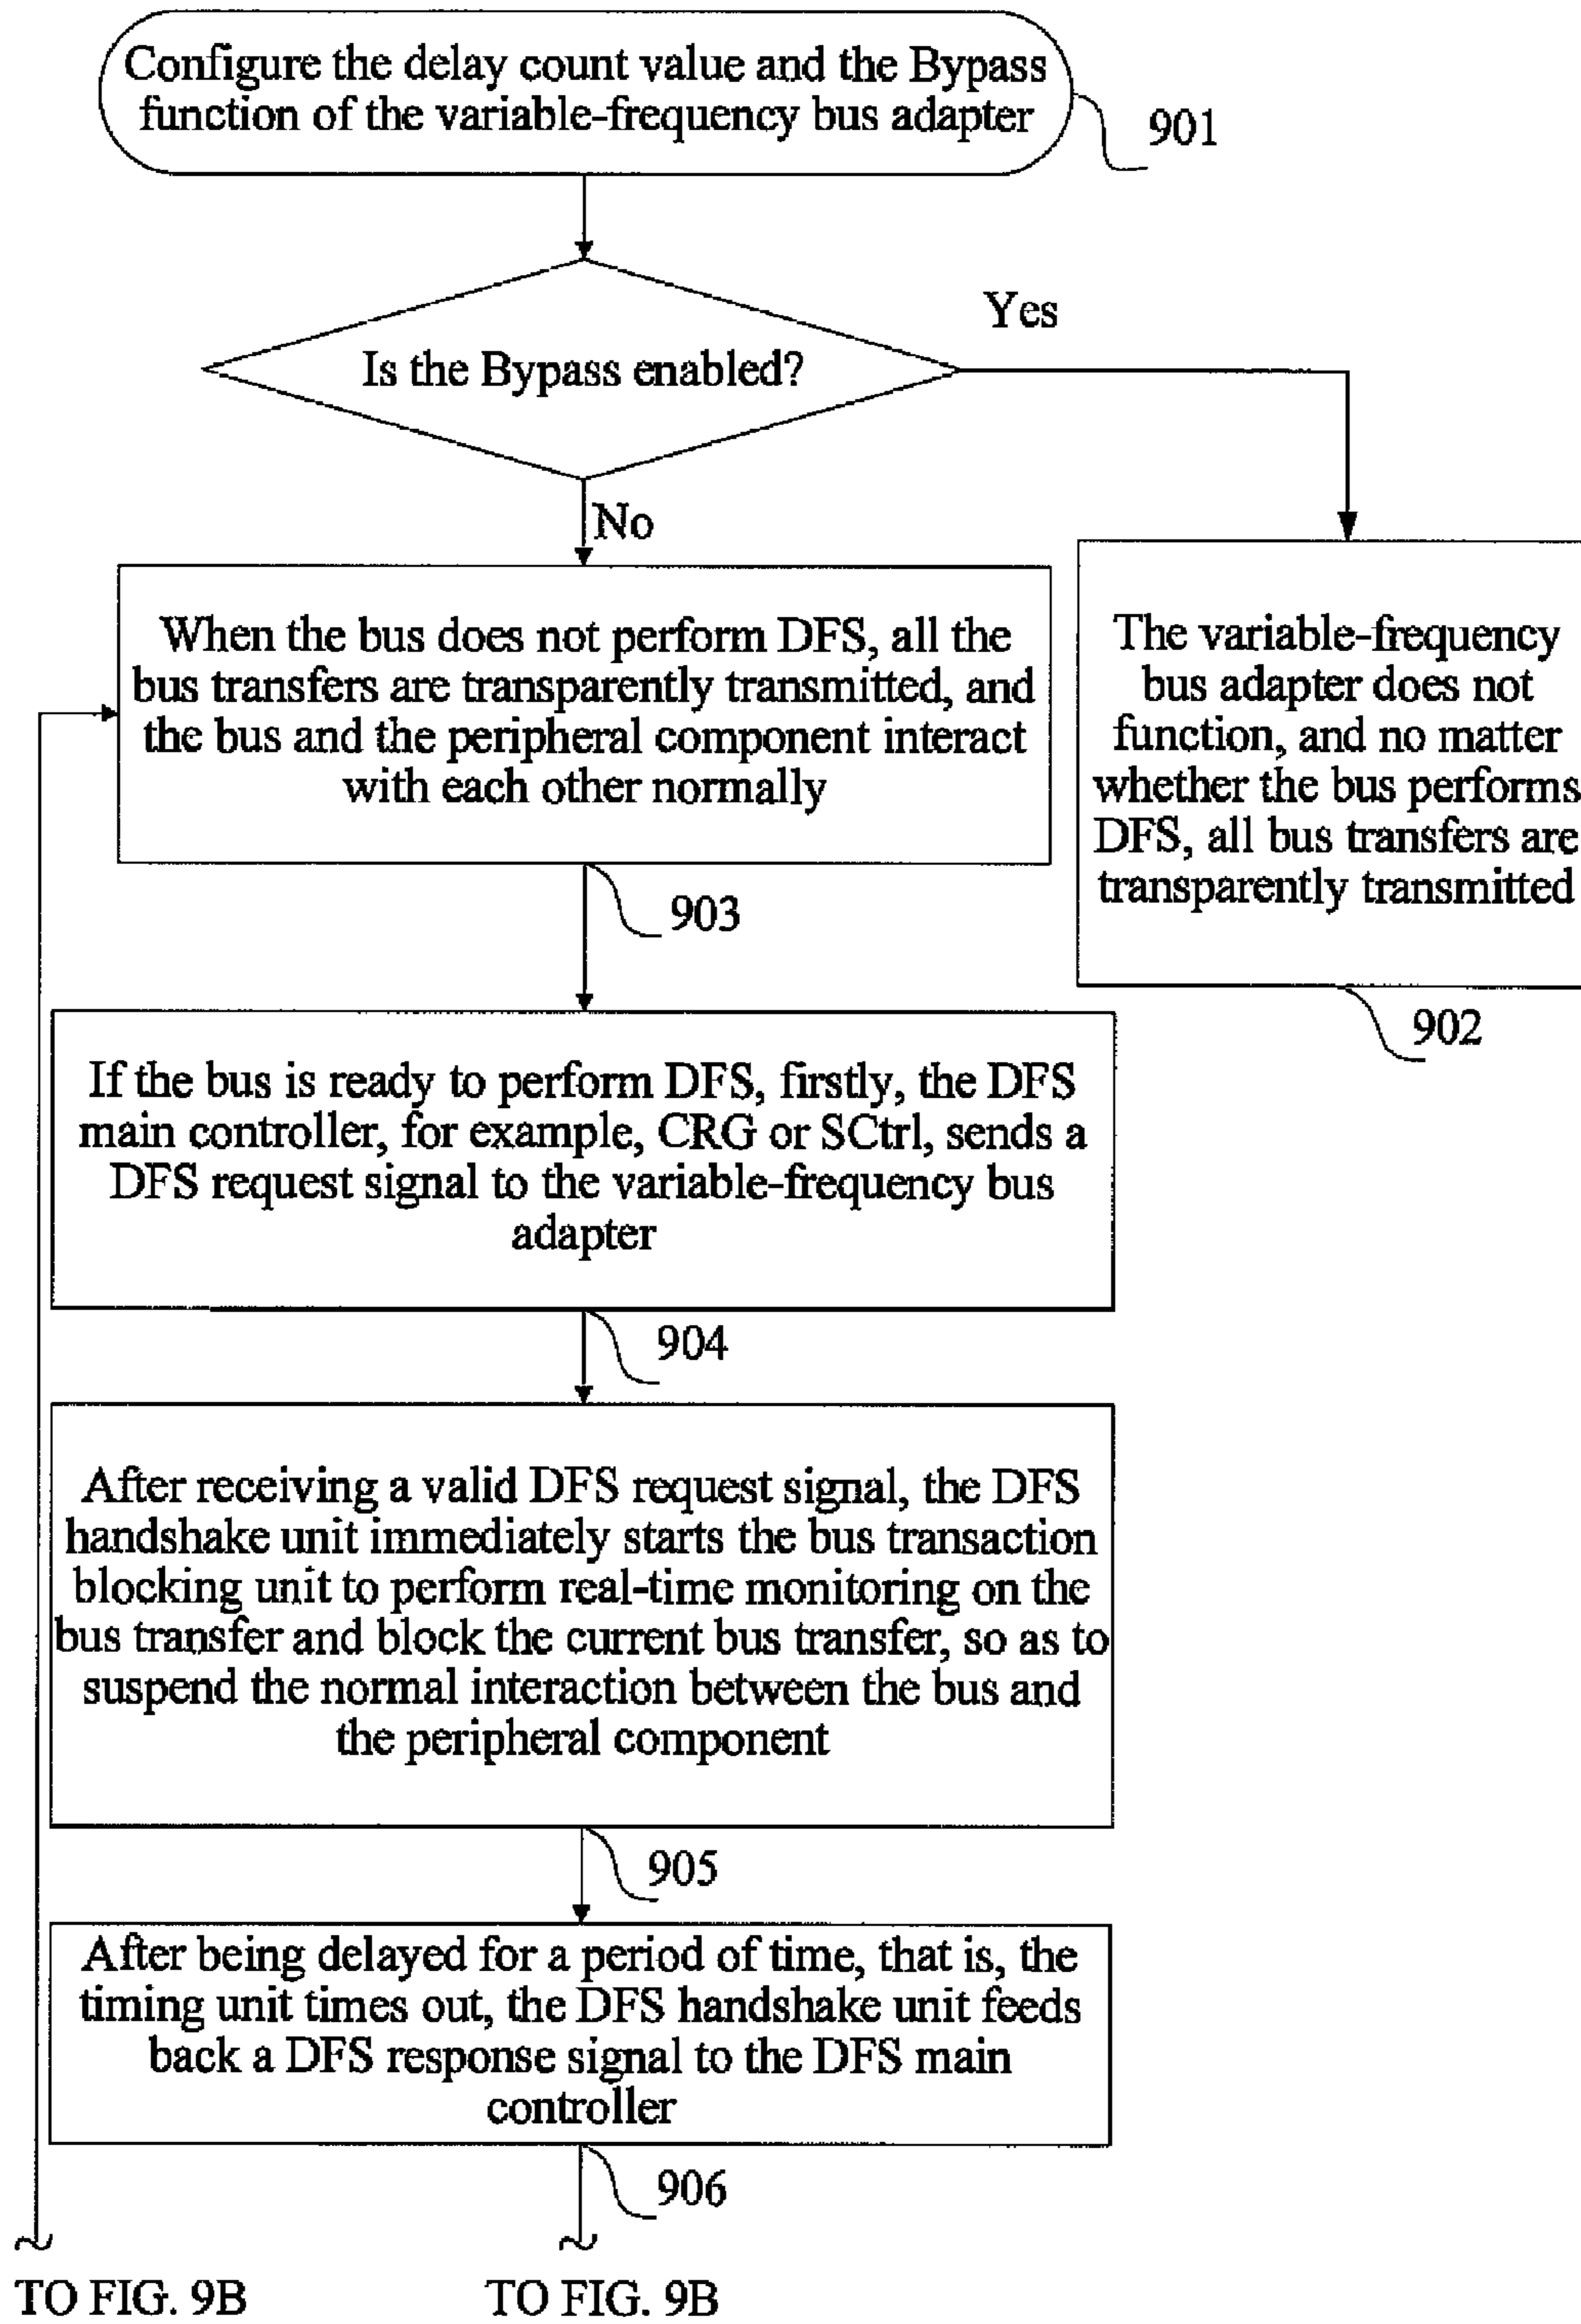 Configure the delay count value and the Bypass
function of the variable-frequency bus adapter
901
Is the Bypass enabled?
Yes
No
When the bus does not perform DFS, all the
bus transfers are transparently transmitted, and
the bus and the peripheral component interact
with each other normally
903
The variable-frequency
bus adapter does not
function, and no matter
whether the bus performs
DFS, all bus transfers are
transparently transmitted
902
If the bus is ready to perform DFS, firstly, the DFS
main controller, for example, CRG or SCtrl, sends a
DFS request signal to the variable-frequency bus
adapter
904
After receiving a valid DFS request signal, the DFS
handshake unit immediately starts the bus transaction
blocking unit to perform real-time monitoring on the
bus transfer and block the current bus transfer, so as to
suspend the normal interaction between the bus and
the peripheral component
905
After being delayed for a period of time, that is, the
timing unit times out, the DFS handshake unit feeds
back a DFS response signal to the DFS main
controller
906
TO FIG. 9B
TO FIG. 9B